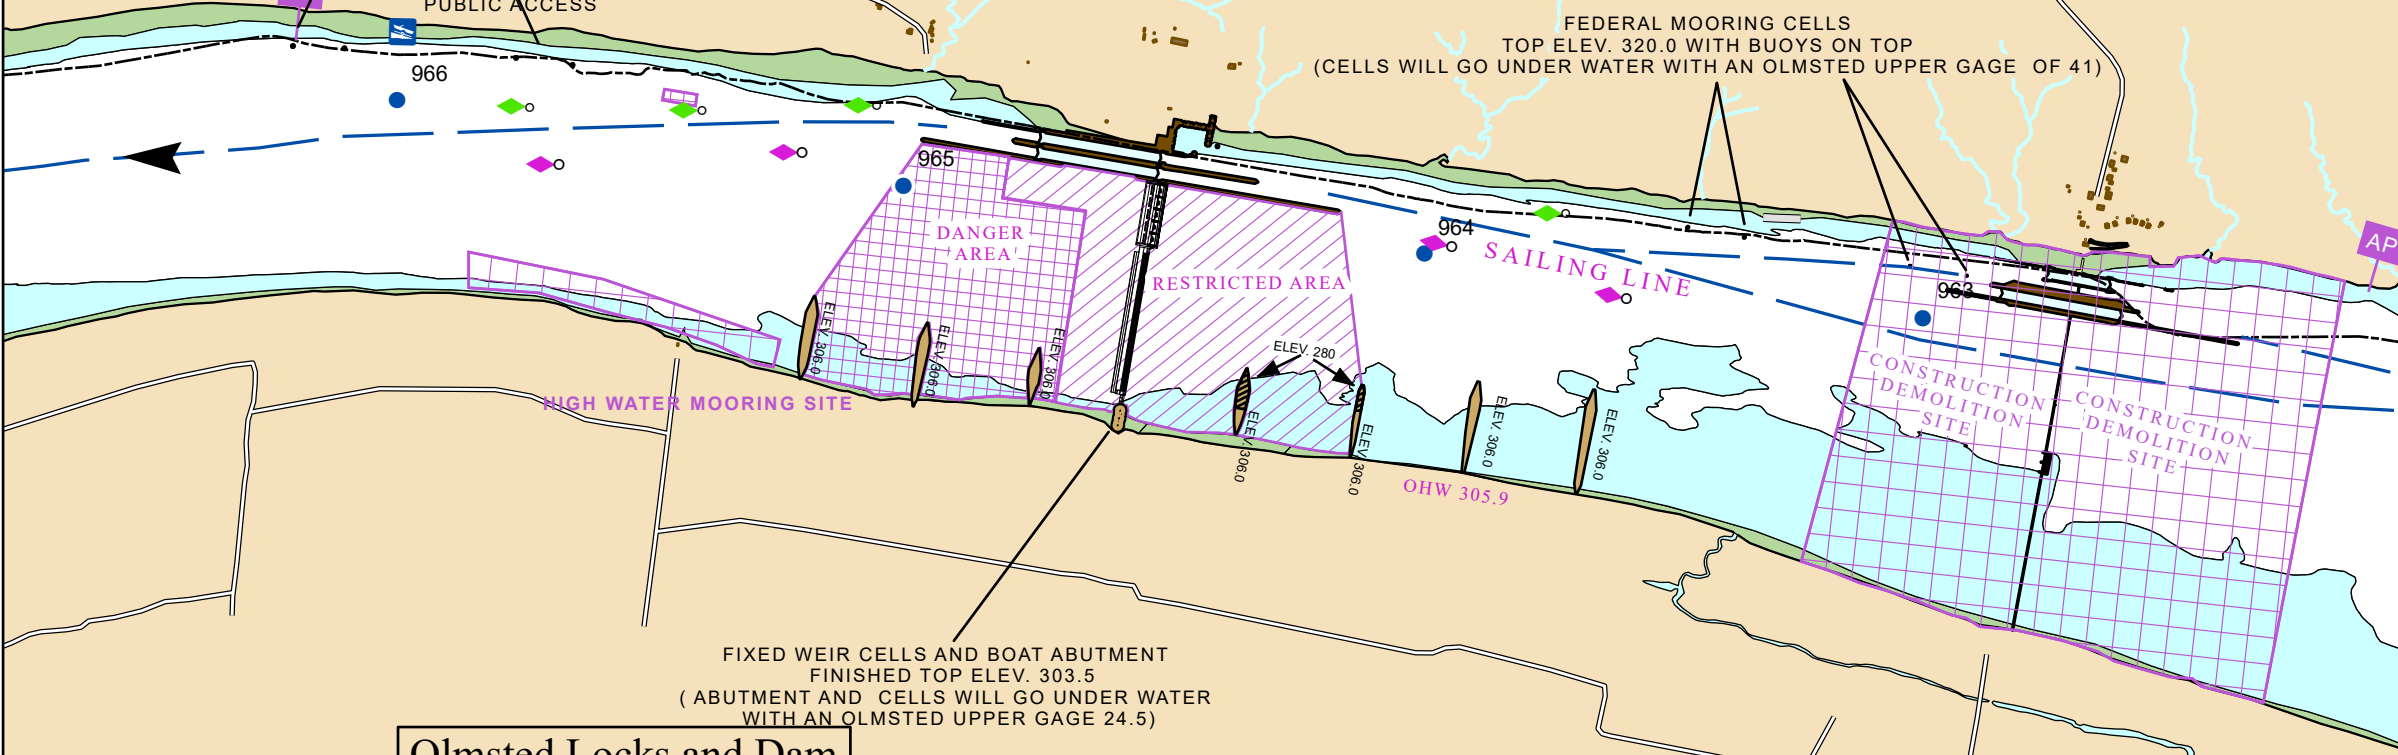 PUBLIC ACCESS
FEDERAL MOORING CELLS
TOP ELEV. 320.0 WITH BUOYS ON TOP
(CELLS WILL GO UNDER WATER WITH AN OLMSTED UPPER GAGE OF 41)
966
965
964
963
AP
DANGER
AREA
RESTRICTED AREA
SAILING LINE
ELEV. 280
ELEV. 306.0
ELEV. 306.0
ELEV. 306.0
ELEV. 306.0
ELEV. 306.0
ELEV. 306.0
ELEV. 306.0
CONSTRUCTION
DEMOLITION
SITE
CONSTRUCTION
DEMOLITION
SITE
HIGH WATER MOORING SITE
OHW 305.9
FIXED WEIR CELLS AND BOAT ABUTMENT
FINISHED TOP ELEV. 303.5
( ABUTMENT AND CELLS WILL GO UNDER WATER
WITH AN OLMSTED UPPER GAGE 24.5)
Olmsted Locks and Dam